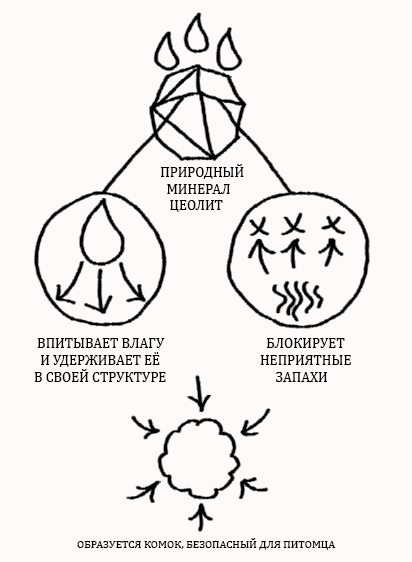 ПРИРОДНЫЙ
МИНЕРАЛ
ЦЕОЛИТ
ВПИТЫВАЕТ ВЛАГУ
И УДЕРЖИВАЕТ ЕЁ
В СВОЕЙ СТРУКТУРЕ
БЛОКИРУЕТ
НЕПРИЯТНЫЕ
ЗАПАХИ
ОБРАЗУЕТСЯ КОМОК, БЕЗОПАСНЫЙ ДЛЯ ПИТОМЦА